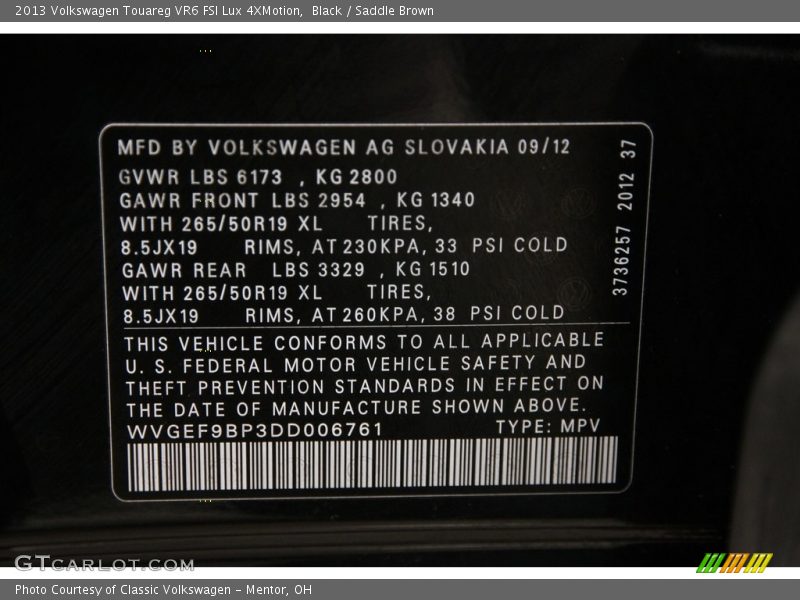 2013 Volkswagen Touareg VR6 FSI Lux 4XMotion, Black / Saddle Brown
MFD BY VOLKSWAGEN AG SLOVAKIA 09/12
GVWR LBS 6173 , KG 2800
GAWR FRONT LBS 2954 , KG 1340
WITH 265/50R19 XL TIRES,
8.5JX19 RIMS, AT 230KPA, 33 PSI COLD
GAWR REAR LBS 3329 , KG 1510
WITH 265/50R19 XL TIRES,
8.5JX19 RIMS, AT 260KPA, 38 PSI COLD
3736257 2012 37
THIS VEHICLE CONFORMS TO ALL APPLICABLE
U. S. FEDERAL MOTOR VEHICLE SAFETY AND
THEFT PREVENTION STANDARDS IN EFFECT ON
THE DATE OF MANUFACTURE SHOWN ABOVE.
WVGEF9BP3DD006761 TYPE: MPV
GTCARLOT.COM
Photo Courtesy of Classic Volkswagen - Mentor, OH